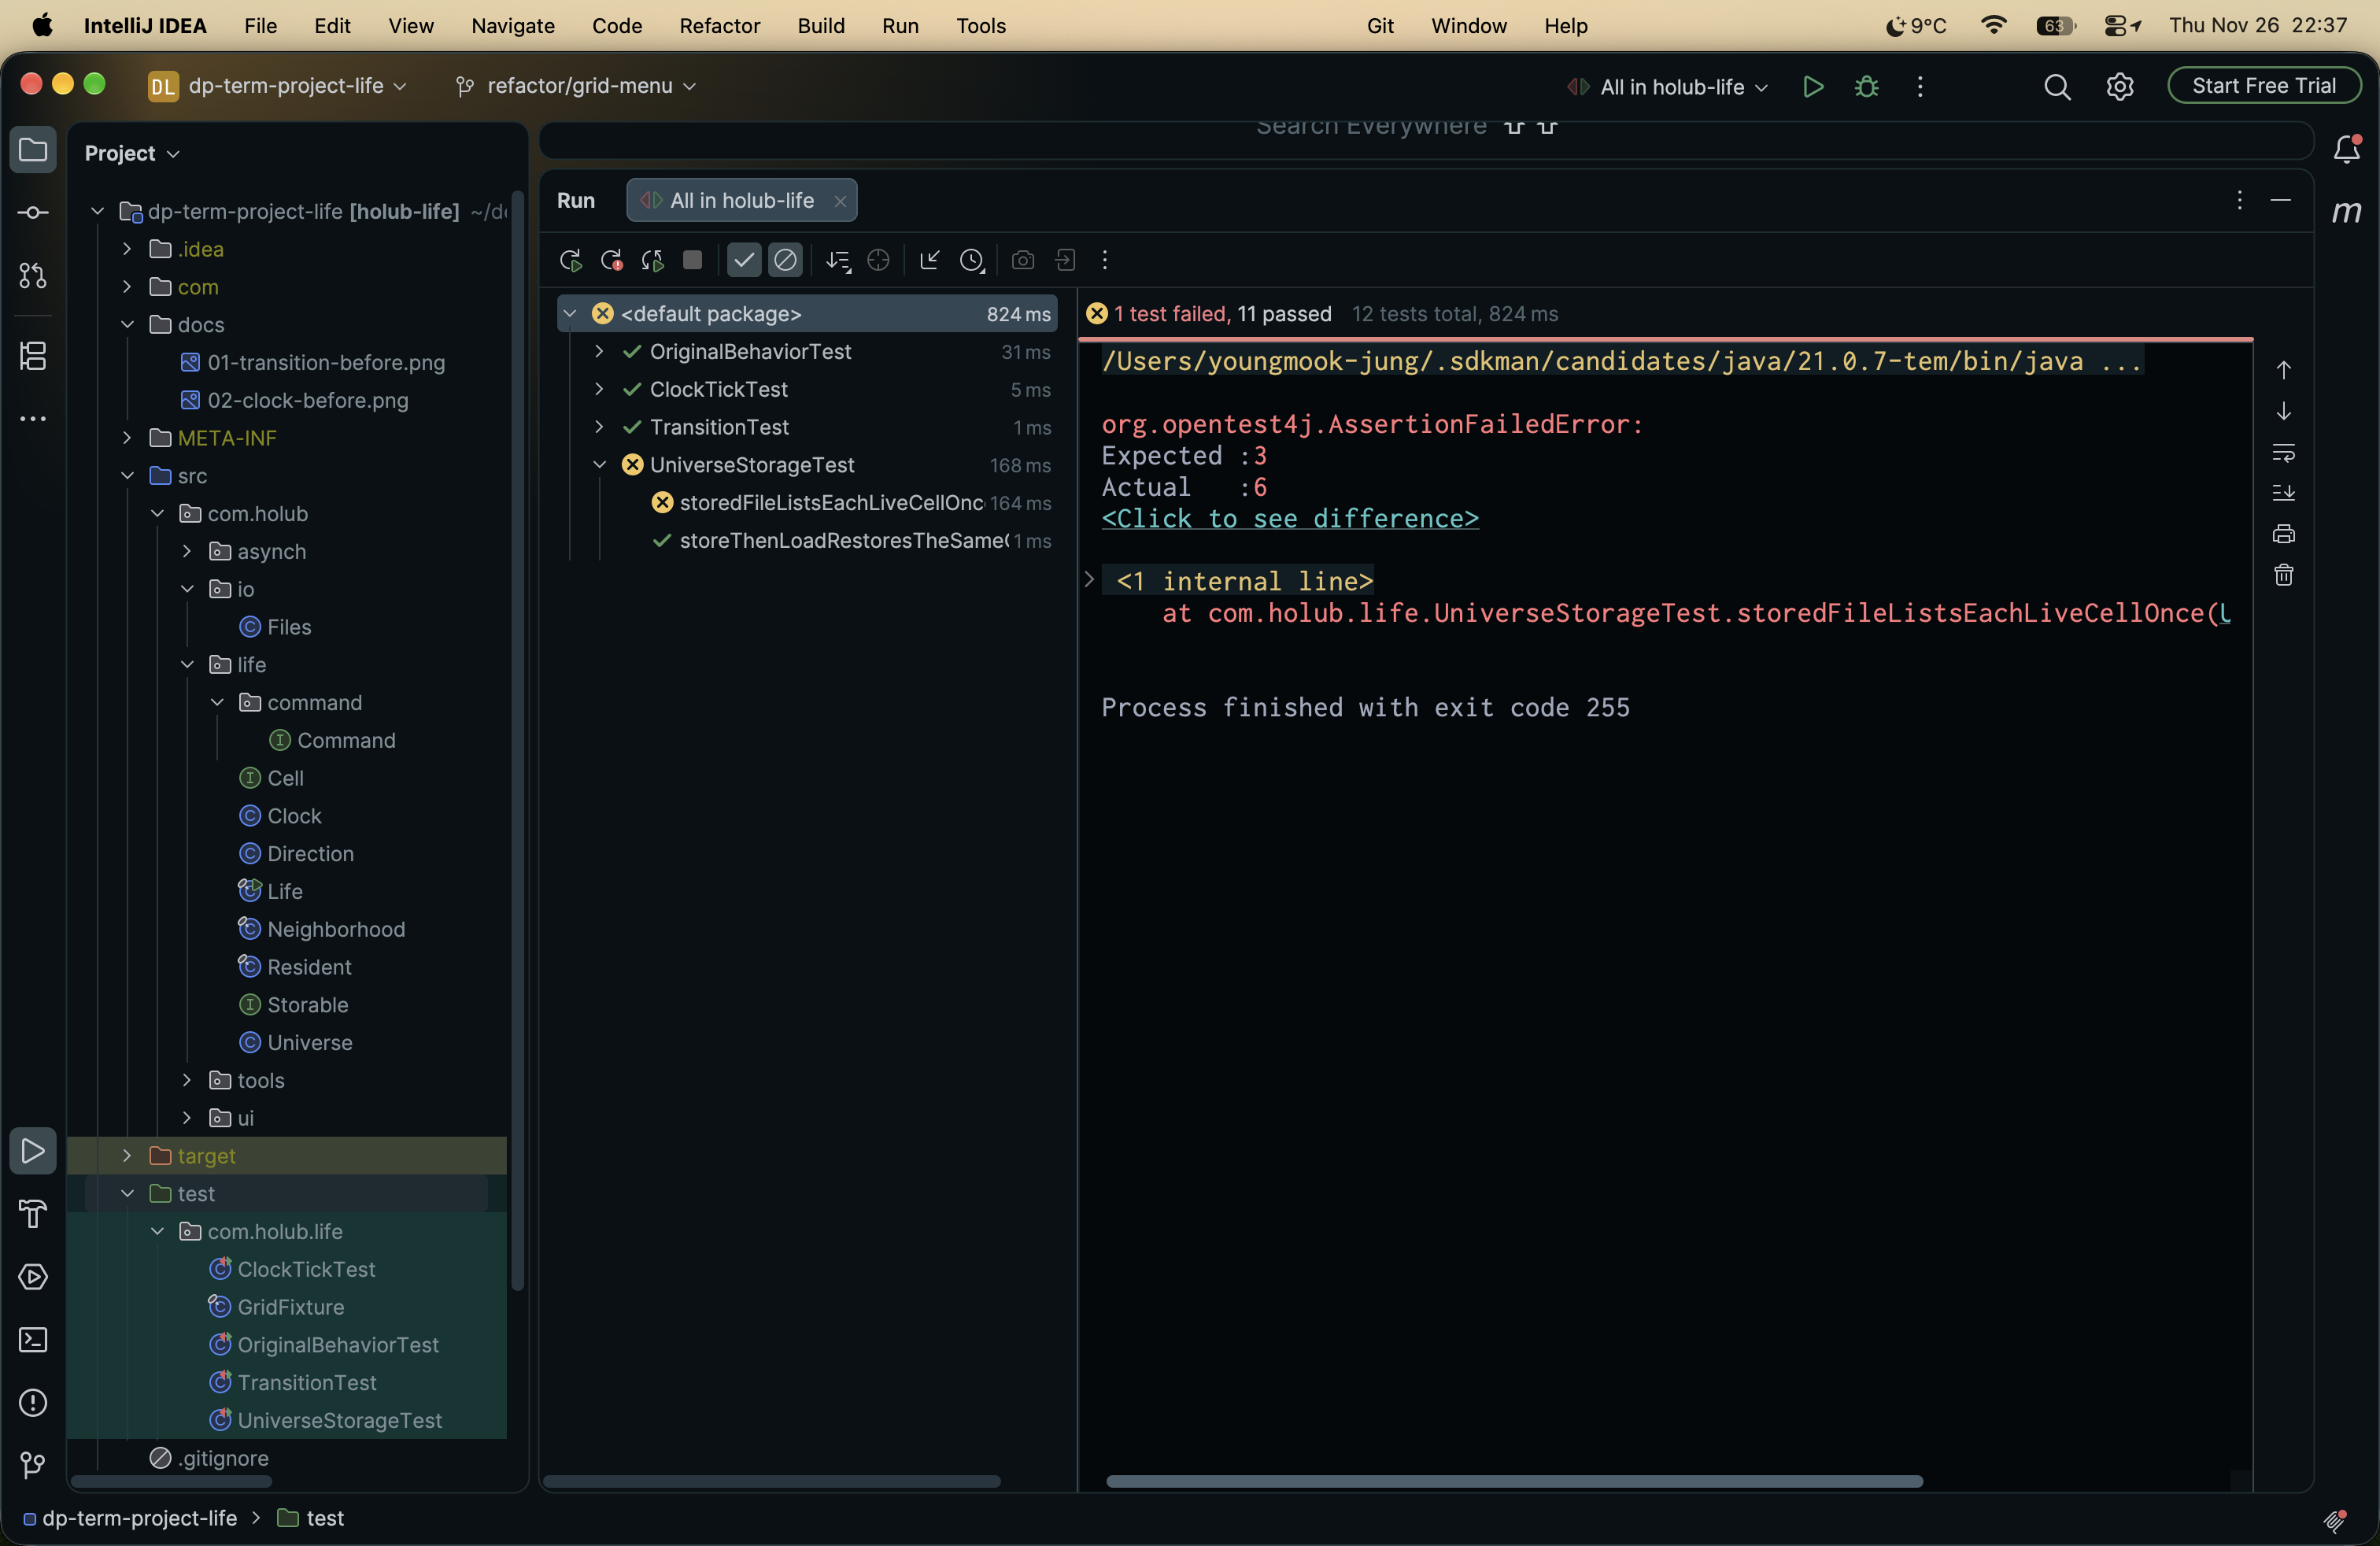 IntelliJ IDEA File Edit View Navigate Code Refactor Build Run Tools Git Window Help 9°C 63 Thu Nov 26 22:37
DL dp-term-project-life refactor/grid-menu All in holub-life Start Free Trial
Project
dp-term-project-life [holub-life]
.idea
com
docs
01-transition-before.png
02-clock-before.png
META-INF
src
com.holub
asynch
io
Files
life
command
Command
Cell
Clock
Direction
Life
Neighborhood
Resident
Storable
Universe
tools
ui
target
test
com.holub.life
ClockTickTest
GridFixture
OriginalBehaviorTest
TransitionTest
UniverseStorageTest
.gitignore
Search Everywhere
Run All in holub-life
<default package> 824 ms
OriginalBehaviorTest 31 ms
ClockTickTest 5 ms
TransitionTest 1 ms
UniverseStorageTest 168 ms
storedFileListsEachLiveCellOnc 164 ms
storeThenLoadRestoresTheSame 1 ms
1 test failed, 11 passed 12 tests total, 824 ms
/Users/youngmook-jung/.sdkman/candidates/java/21.0.7-tem/bin/java ...
org.opentest4j.AssertionFailedError:
Expected :3
Actual :6
<Click to see difference>
<1 internal line>
at com.holub.life.UniverseStorageTest.storedFileListsEachLiveCellOnce(
Process finished with exit code 255
m
dp-term-project-life > test